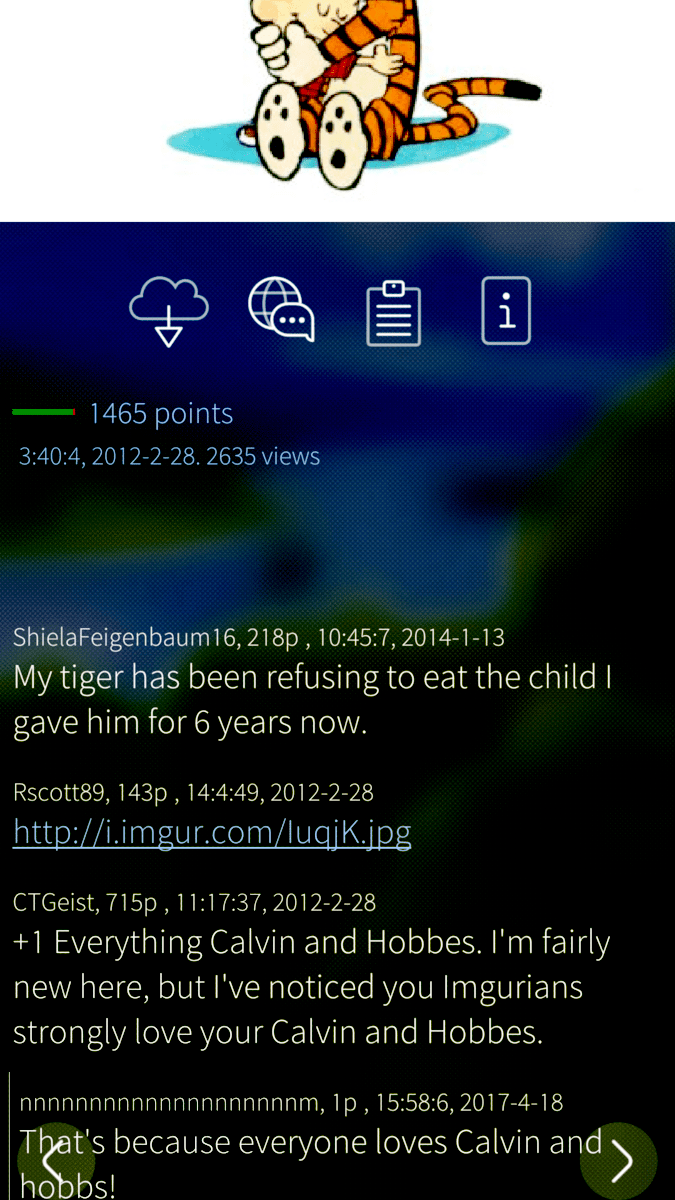 1465 points
3:40:4, 2012-2-28. 2635 views
ShielaFeigenbaum16, 218p , 10:45:7, 2014-1-13
My tiger has been refusing to eat the child I
gave him for 6 years now.
Rscott89, 143p , 14:4:49, 2012-2-28
http://i.imgur.com/IuqjK.jpg
CTGeist, 715p , 11:17:37, 2012-2-28
+1 Everything Calvin and Hobbes. I'm fairly
new here, but I've noticed you Imgurians
strongly love your Calvin and Hobbes.
nnnnnnnnnnnnnnnnnnnnnm, 1p , 15:58:6, 2017-4-18
That's because everyone loves Calvin and
hobbs!